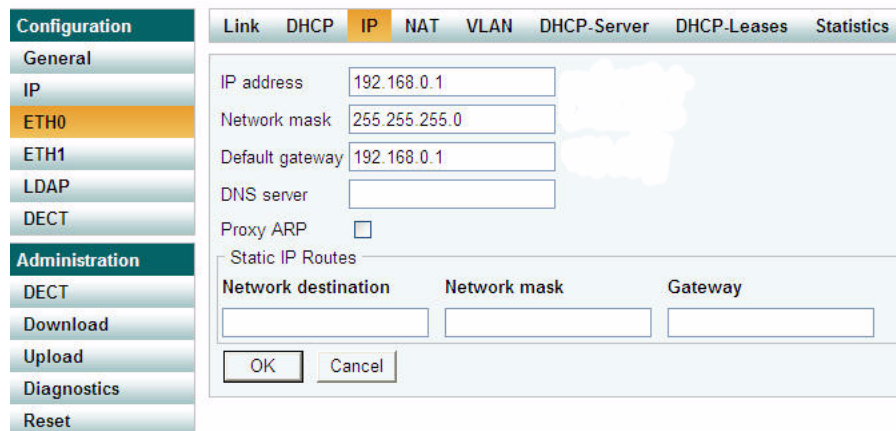 Configuration
General
IP
ETH0
ETH1
LDAP
DECT
Administration
DECT
Download
Upload
Diagnostics
Reset
Link DHCP IP NAT VLAN DHCP-Server DHCP-Leases Statistics
IP address 192.168.0.1
Network mask 255.255.255.0
Default gateway 192.168.0.1
DNS server
Proxy ARP
Static IP Routes
Network destination Network mask Gateway
OK Cancel